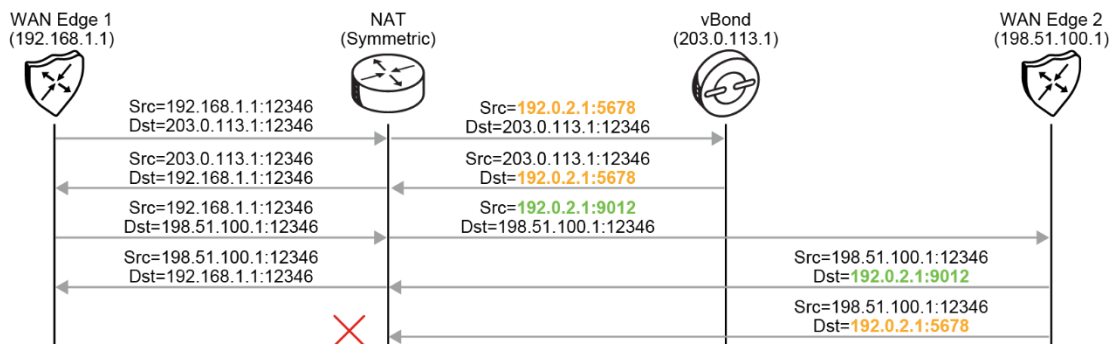 WAN Edge 1
(192.168.1.1)
NAT
(Symmetric)
vBond
(203.0.113.1)
WAN Edge 2
(198.51.100.1)
Src=192.168.1.1:12346
Dst=203.0.113.1:12346
Src=192.0.2.1:5678
Dst=203.0.113.1:12346
Src=203.0.113.1:12346
Dst=192.168.1.1:12346
Src=203.0.113.1:12346
Dst=192.0.2.1:5678
Src=192.168.1.1:12346
Dst=198.51.100.1:12346
Src=192.0.2.1:9012
Dst=198.51.100.1:12346
Src=198.51.100.1:12346
Dst=192.168.1.1:12346
Src=198.51.100.1:12346
Dst=192.0.2.1:9012
Src=198.51.100.1:12346
Dst=192.0.2.1:5678